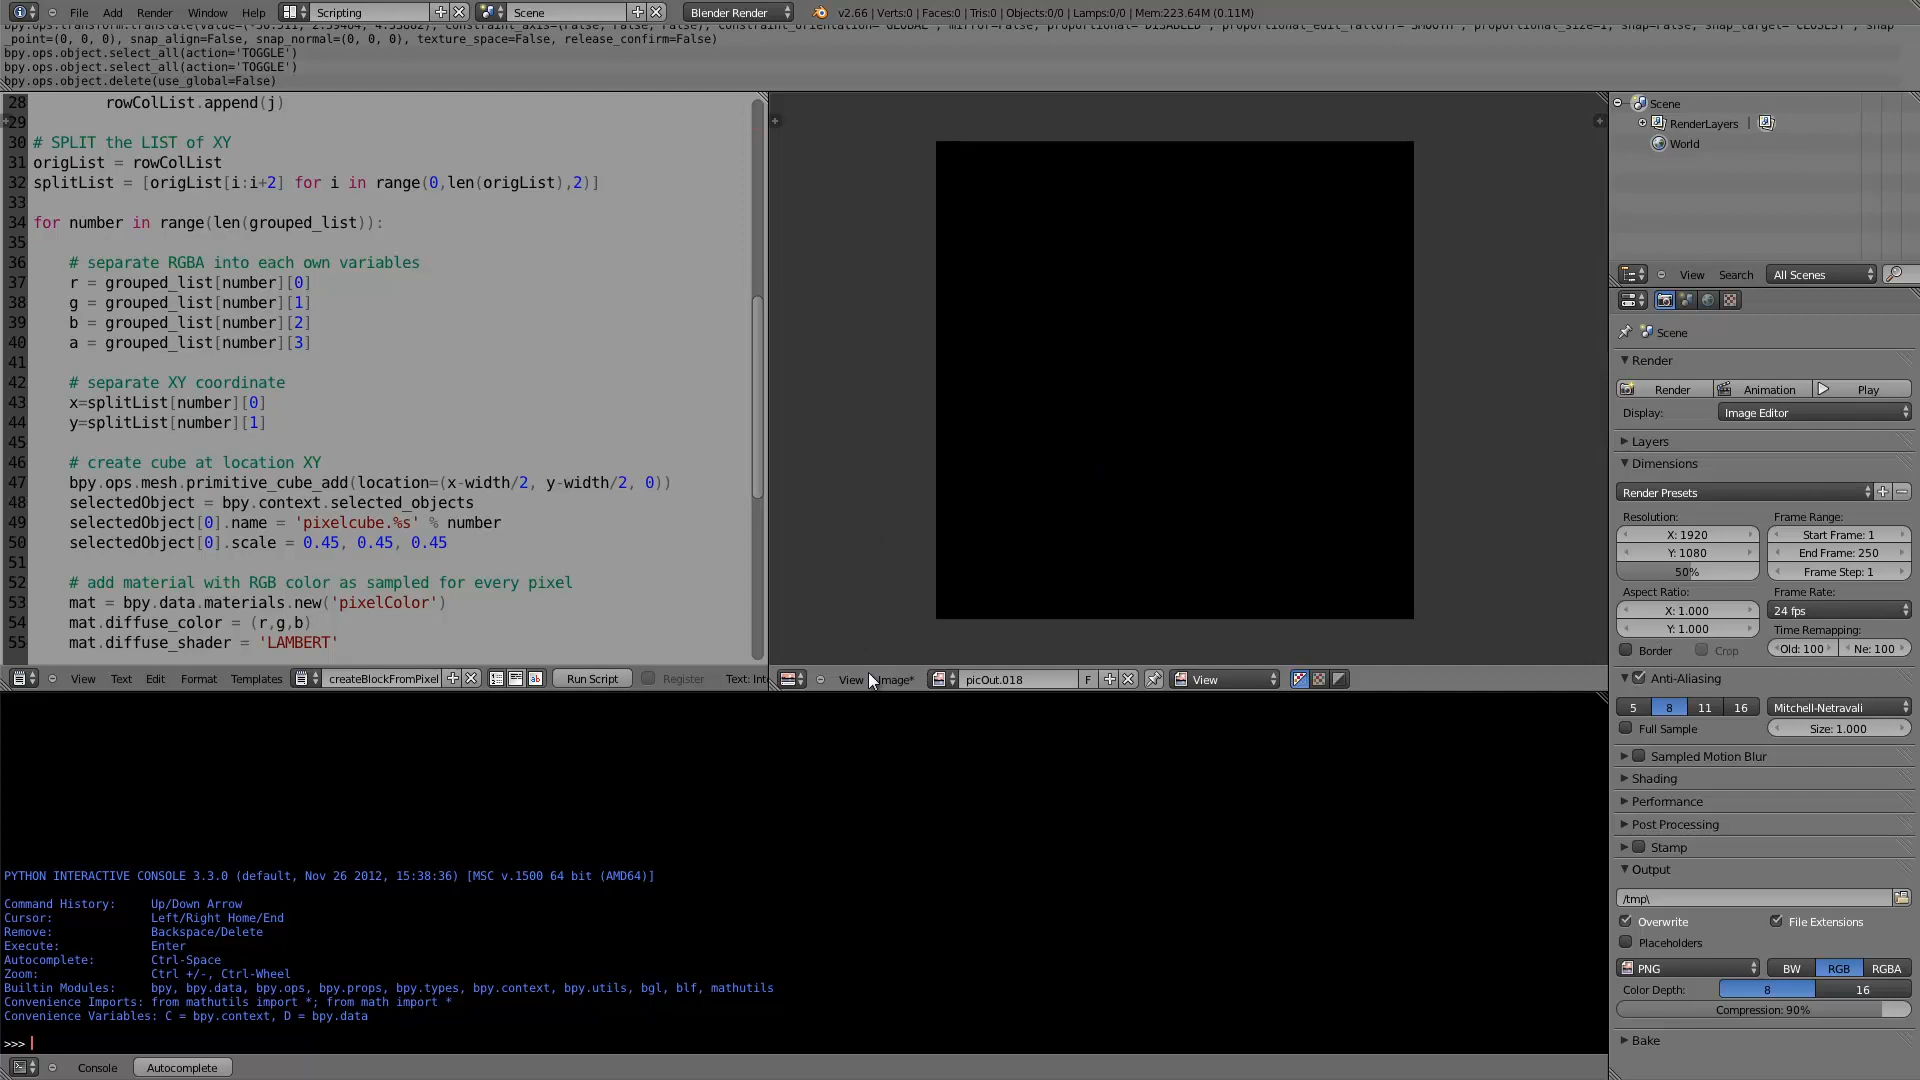 File Add Render Window Help Scripting Scene Blender Render v2.66 | Verts:0 | Faces:0 | Tris:0 | Objects:0/0 | Lamps:0/0 | Mem:223.64M (0.11M)
_point=(0, 0, 0), snap_align=False, snap_normal=(0, 0, 0), texture_space=False, release_confirm=False)
bpy.ops.object.select_all(action='TOGGLE')
bpy.ops.object.select_all(action='TOGGLE')
bpy.ops.object.delete(use_global=False)
28 rowColList.append(j)
29
30 # SPLIT the LIST of XY
31 origList = rowColList
32 splitList = [origList[i:i+2] for i in range(0,len(origList),2)]
33
34 for number in range(len(grouped_list)):
35
36 # separate RGBA into each own variables
37 r = grouped_list[number][0]
38 g = grouped_list[number][1]
39 b = grouped_list[number][2]
40 a = grouped_list[number][3]
41
42 # separate XY coordinate
43 x=splitList[number][0]
44 y=splitList[number][1]
45
46 # create cube at location XY
47 bpy.ops.mesh.primitive_cube_add(location=(x-width/2, y-width/2, 0))
48 selectedObject = bpy.context.selected_objects
49 selectedObject[0].name = 'pixelcube.%s' % number
50 selectedObject[0].scale = 0.45, 0.45, 0.45
51
52 # add material with RGB color as sampled for every pixel
53 mat = bpy.data.materials.new('pixelColor')
54 mat.diffuse_color = (r,g,b)
55 mat.diffuse_shader = 'LAMBERT'
View Text Edit Format Templates createBlockFromPixel Run Script Register Text: Int
View Image* picOut.018 F View
PYTHON INTERACTIVE CONSOLE 3.3.0 (default, Nov 26 2012, 15:38:36) [MSC v.1500 64 bit (AMD64)]
Command History: Up/Down Arrow
Cursor: Left/Right Home/End
Remove: Backspace/Delete
Execute: Enter
Autocomplete: Ctrl-Space
Zoom: Ctrl +/-, Ctrl-Wheel
Builtin Modules: bpy, bpy.data, bpy.ops, bpy.props, bpy.types, bpy.context, bpy.utils, bgl, blf, mathutils
Convenience Imports: from mathutils import *; from math import *
Convenience Variables: C = bpy.context, D = bpy.data
>>>
Console Autocomplete
Scene
RenderLayers |
World
View Search All Scenes
Scene
Render
Render Animation Play
Display: Image Editor
Layers
Dimensions
Render Presets
Resolution: Frame Range:
X: 1920 Start Frame: 1
Y: 1080 End Frame: 250
50% Frame Step: 1
Aspect Ratio: Frame Rate:
X: 1.000 24 fps
Y: 1.000 Time Remapping:
Border Crop Old: 100 Ne: 100
Anti-Aliasing
5 8 11 16 Mitchell-Netravali
Full Sample Size: 1.000
Sampled Motion Blur
Shading
Performance
Post Processing
Stamp
Output
/tmp\
Overwrite File Extensions
Placeholders
PNG BW RGB RGBA
Color Depth: 8 16
Compression: 90%
Bake